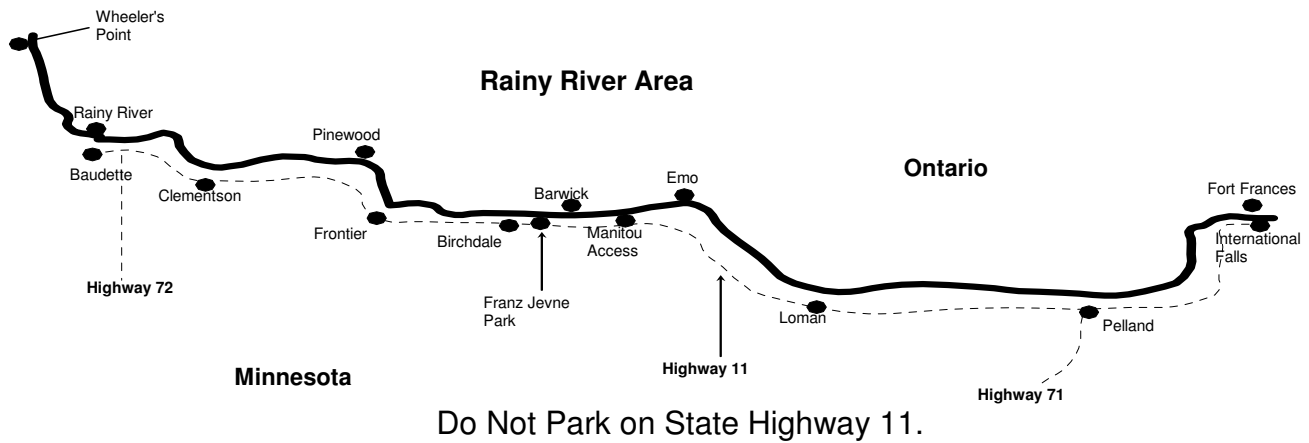 Wheeler's
Point
Rainy River Area
Rainy River
Pinewood
Ontario
Baudette
Clementson
Barwick
Emo
Fort Frances
Frontier
Birchdale
Manitou
Access
International
Falls
Highway 72
Franz Jevne
Park
Loman
Pelland
Highway 11
Minnesota
Highway 71
Do Not Park on State Highway 11.